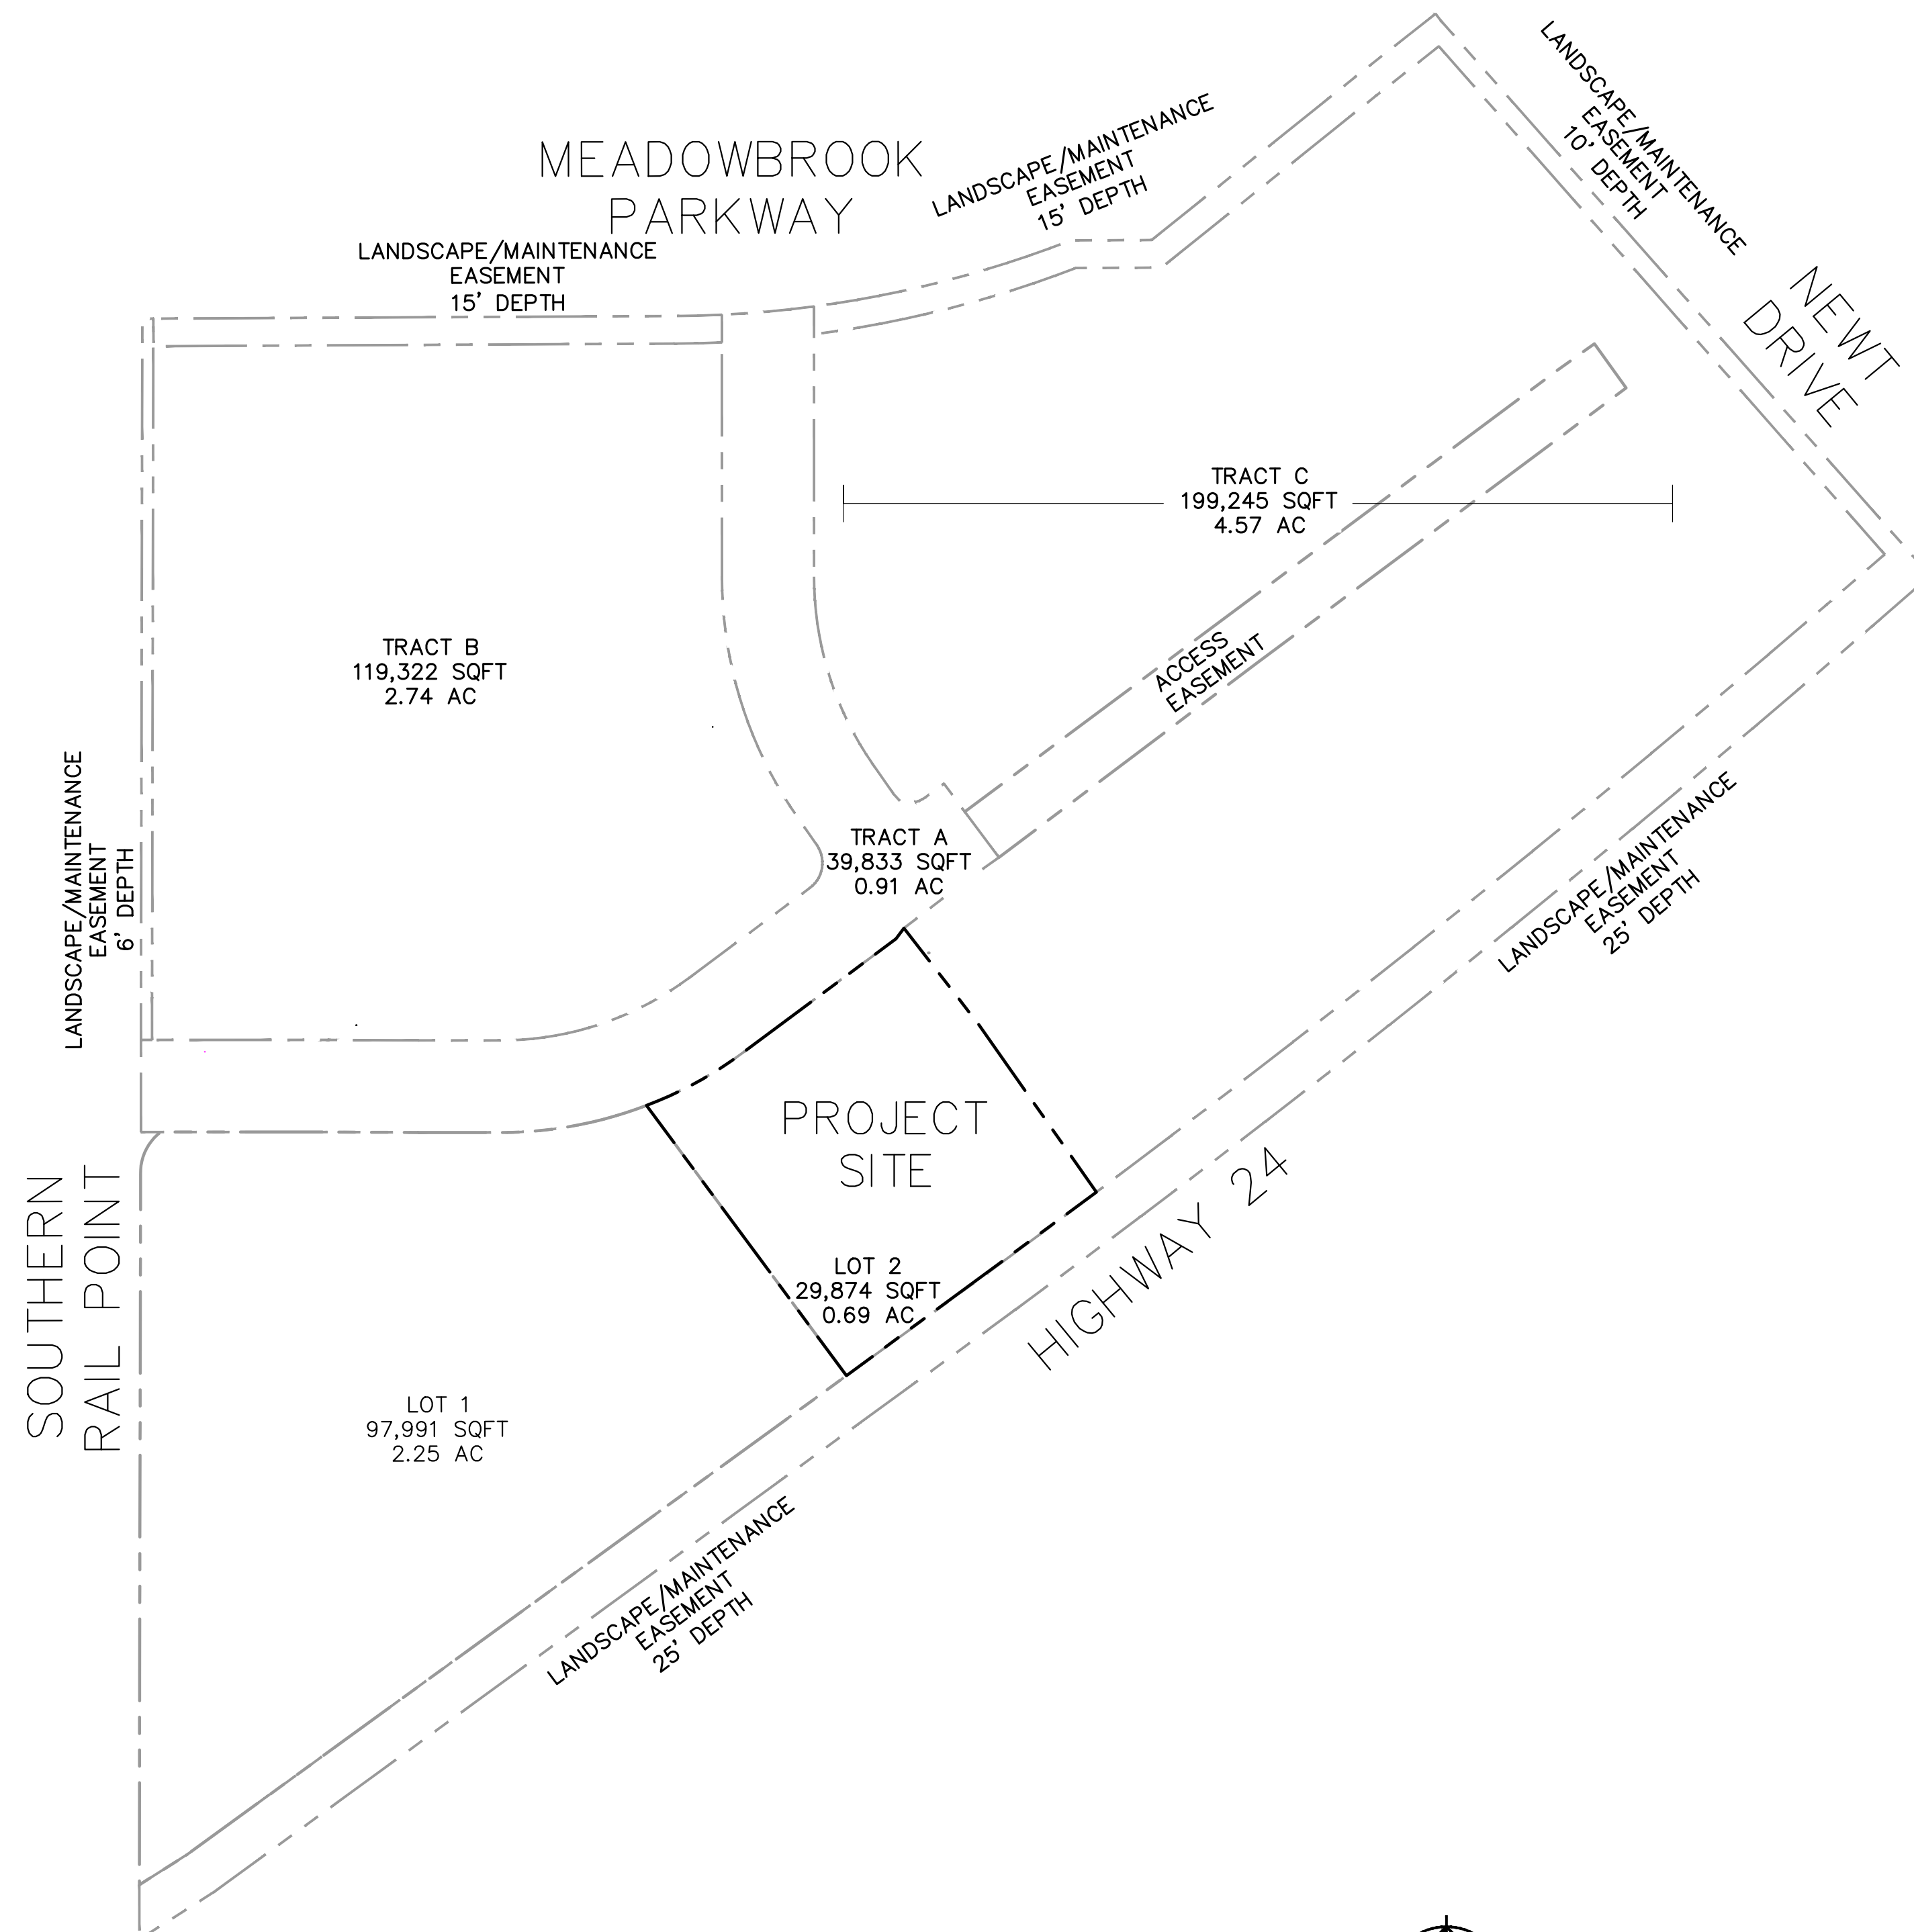 LANDSCAPE/MAINTENANCE
EASEMENT
10' DEPTH
LANDSCAPE/MAINTENANCE
EASEMENT
15' DEPTH
MEADOWBROOK
PARKWAY
LANDSCAPE/MAINTENANCE
EASEMENT
15' DEPTH
NEWT
DRIVE
TRACT C
199,245 SQFT
4.57 AC
TRACT B
119,322 SQFT
2.74 AC
ACCESS
EASEMENT
LANDSCAPE/MAINTENANCE
EASEMENT
6' DEPTH
TRACT A
39,833 SQFT
0.91 AC
LANDSCAPE/MAINTENANCE
EASEMENT
25' DEPTH
PROJECT
SITE
HIGHWAY 24
SOUTHERN
RAIL POINT
LOT 2
29,874 SQFT
0.69 AC
LOT 1
97,991 SQFT
2.25 AC
LANDSCAPE/MAINTENANCE
EASEMENT
25' DEPTH